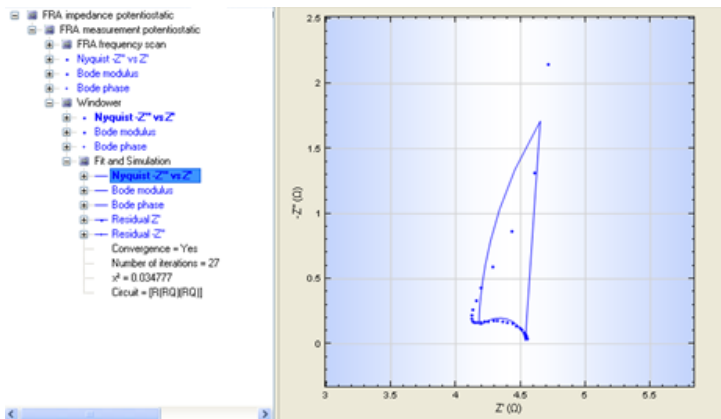 FRA impedance potentiostatic
FRA measurement potentiostatic
FRA frequency scan
Nyquist -Z" vs Z'
Bode modulus
Bode phase
Windower
Nyquist -Z" vs Z'
Bode modulus
Bode phase
Fit and Simulation
Nyquist -Z" vs Z'
Bode modulus
Bode phase
Residual Z'
Residual -Z"
Convergence = Yes
Number of iterations = 27
x² = 0.034777
Circuit = [R(RQ)(RQ)]
2.5
2
1.5
1
0.5
0
-Z" (Ω)
3 3.5 4 4.5 5 5.5
Z' (Ω)